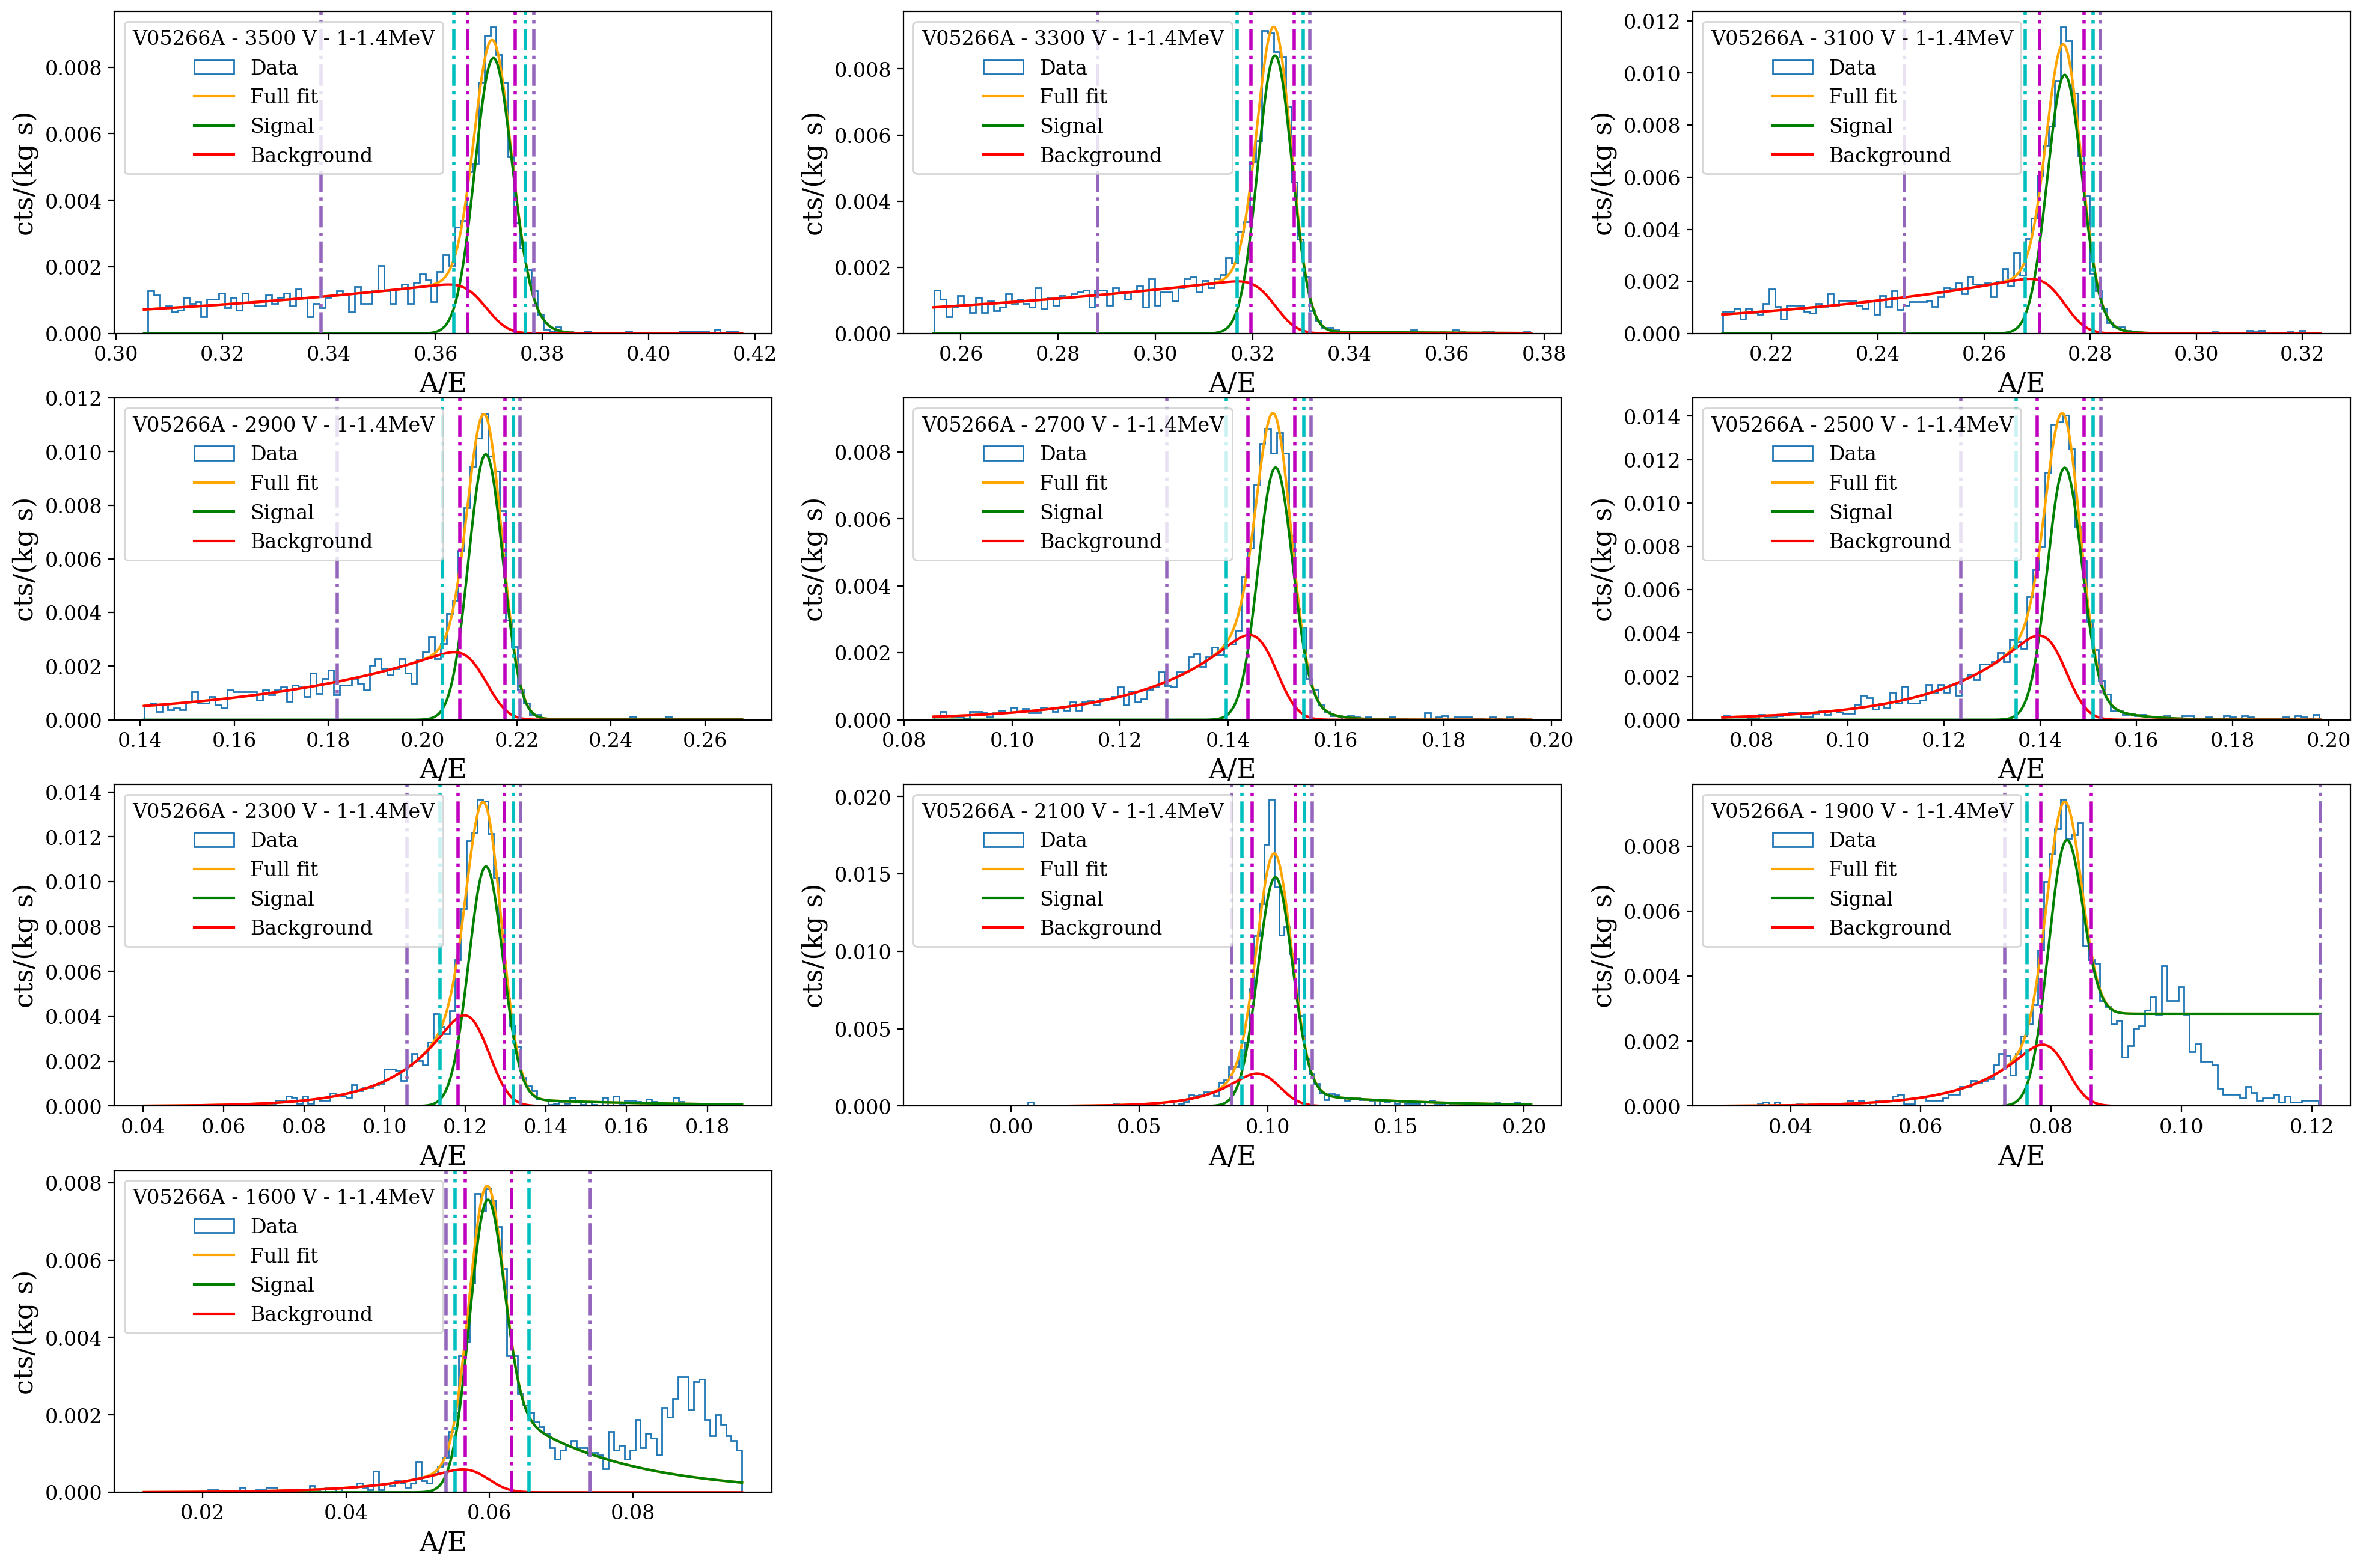 V05266A - 3500 V - 1-1.4MeV
Data
Full fit
Signal
Background
cts/(kg s)
0.008
0.006
0.004
0.002
0.000
0.30 0.32 0.34 0.36 0.38 0.40 0.42
A/E
V05266A - 3300 V - 1-1.4MeV
Data
Full fit
Signal
Background
cts/(kg s)
0.008
0.006
0.004
0.002
0.000
0.26 0.28 0.30 0.32 0.34 0.36 0.38
A/E
V05266A - 3100 V - 1-1.4MeV
Data
Full fit
Signal
Background
cts/(kg s)
0.012
0.010
0.008
0.006
0.004
0.002
0.000
0.22 0.24 0.26 0.28 0.30 0.32
A/E
V05266A - 2900 V - 1-1.4MeV
Data
Full fit
Signal
Background
cts/(kg s)
0.012
0.010
0.008
0.006
0.004
0.002
0.000
0.14 0.16 0.18 0.20 0.22 0.24 0.26
A/E
V05266A - 2700 V - 1-1.4MeV
Data
Full fit
Signal
Background
cts/(kg s)
0.008
0.006
0.004
0.002
0.000
0.08 0.10 0.12 0.14 0.16 0.18 0.20
A/E
V05266A - 2500 V - 1-1.4MeV
Data
Full fit
Signal
Background
cts/(kg s)
0.014
0.012
0.010
0.008
0.006
0.004
0.002
0.000
0.08 0.10 0.12 0.14 0.16 0.18 0.20
A/E
V05266A - 2300 V - 1-1.4MeV
Data
Full fit
Signal
Background
cts/(kg s)
0.014
0.012
0.010
0.008
0.006
0.004
0.002
0.000
0.04 0.06 0.08 0.10 0.12 0.14 0.16 0.18
A/E
V05266A - 2100 V - 1-1.4MeV
Data
Full fit
Signal
Background
cts/(kg s)
0.020
0.015
0.010
0.005
0.000
0.00 0.05 0.10 0.15 0.20
A/E
V05266A - 1900 V - 1-1.4MeV
Data
Full fit
Signal
Background
cts/(kg s)
0.008
0.006
0.004
0.002
0.000
0.04 0.06 0.08 0.10 0.12
A/E
V05266A - 1600 V - 1-1.4MeV
Data
Full fit
Signal
Background
cts/(kg s)
0.008
0.006
0.004
0.002
0.000
0.02 0.04 0.06 0.08
A/E